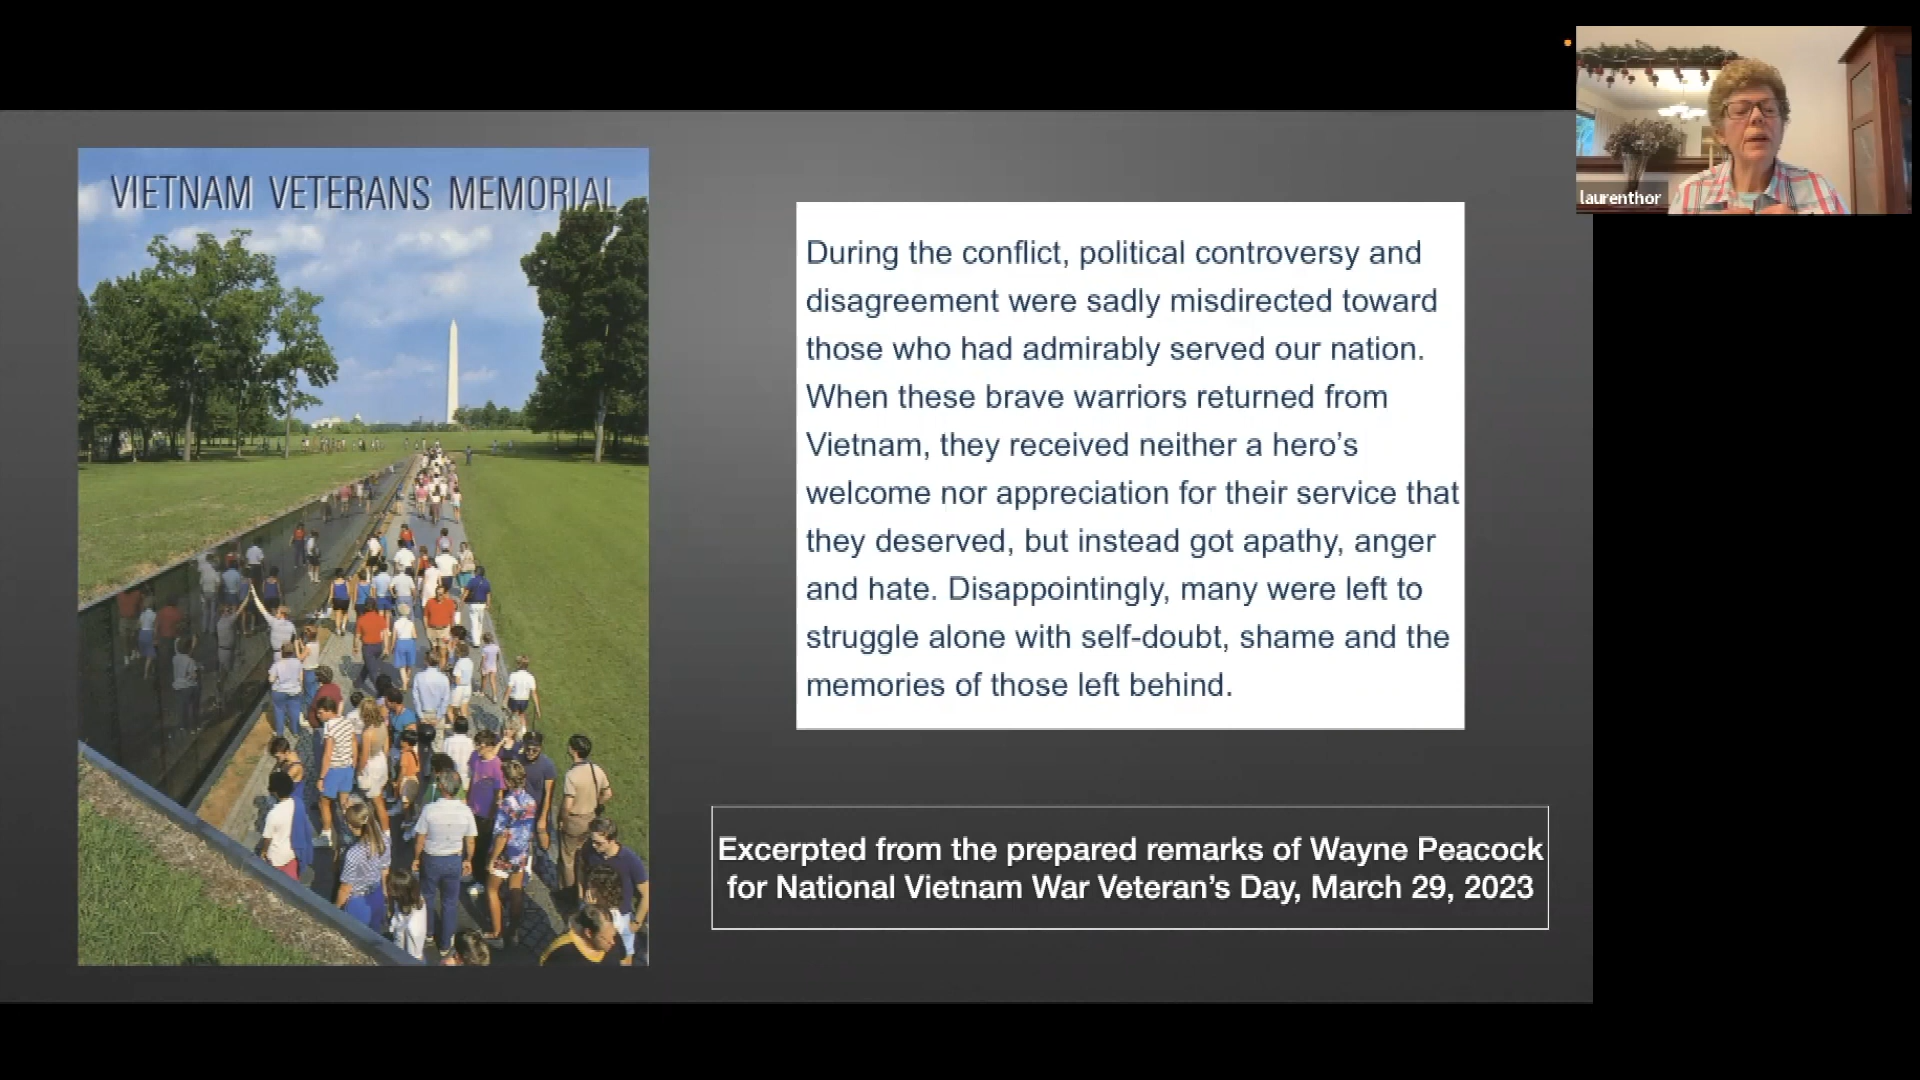 VIETNAM VETERANS MEMORIAL
During the conflict, political controversy and
disagreement were sadly misdirected toward
those who had admirably served our nation.
When these brave warriors returned from
Vietnam, they received neither a hero’s
welcome nor appreciation for their service that
they deserved, but instead got apathy, anger
and hate. Disappointingly, many were left to
struggle alone with self-doubt, shame and the
memories of those left behind.
Excerpted from the prepared remarks of Wayne Peacock
for National Vietnam War Veteran’s Day, March 29, 2023
laurenthor